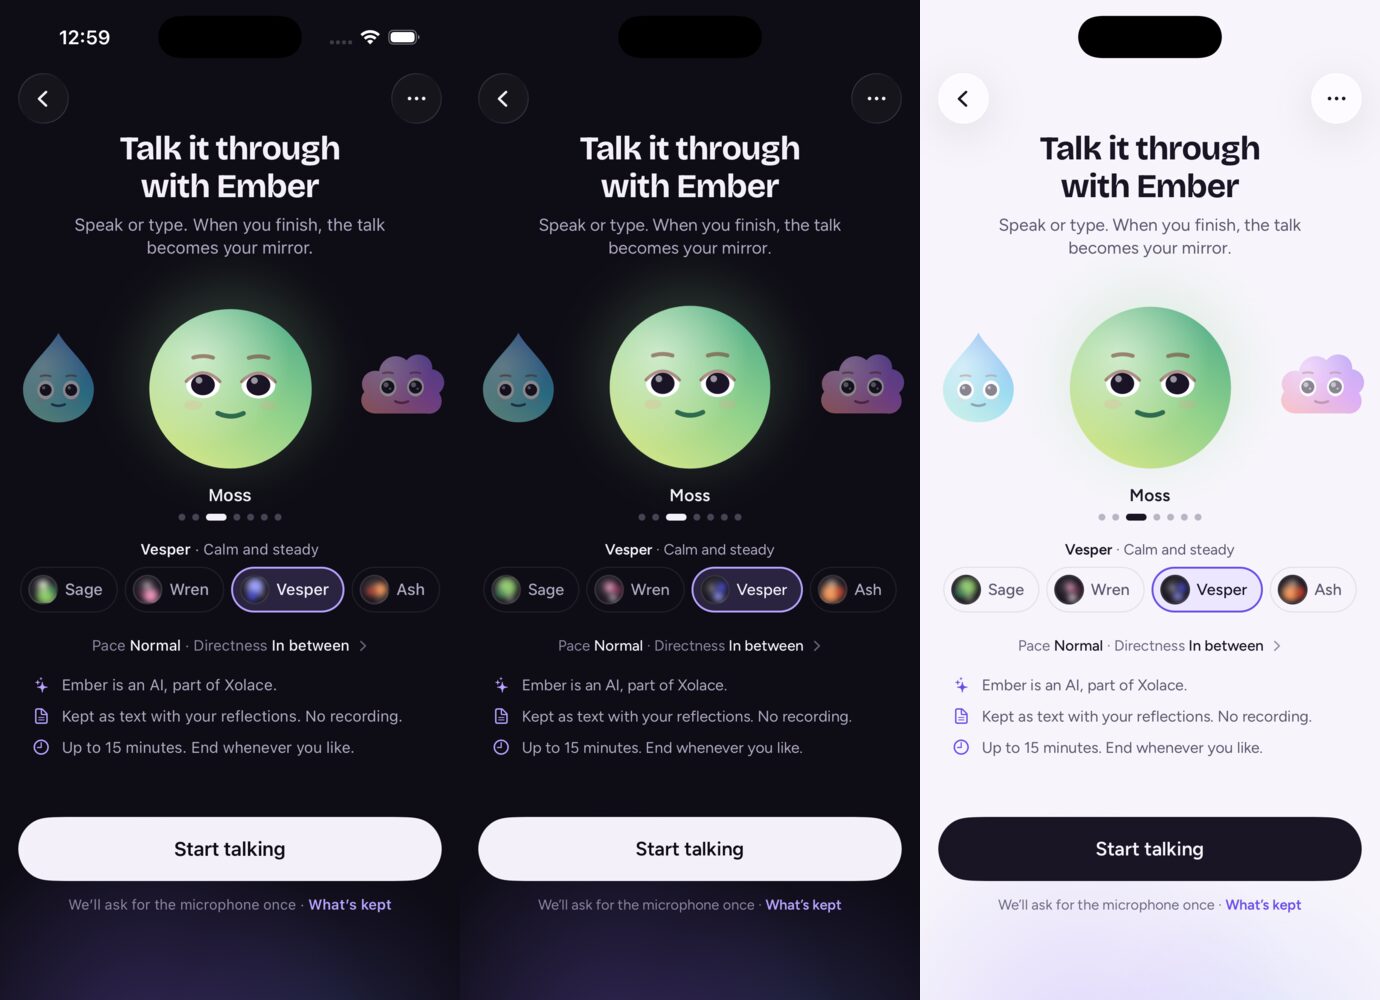 12:59
Talk it through
with Ember
Speak or type. When you finish, the talk
becomes your mirror.
Moss
Vesper · Calm and steady
Sage Wren Vesper Ash
Pace Normal · Directness In between
Ember is an AI, part of Xolace.
Kept as text with your reflections. No recording.
Up to 15 minutes. End whenever you like.
Start talking
We'll ask for the microphone once · What's kept
Talk it through
with Ember
Speak or type. When you finish, the talk
becomes your mirror.
Moss
Vesper · Calm and steady
Sage Wren Vesper Ash
Pace Normal · Directness In between
Ember is an AI, part of Xolace.
Kept as text with your reflections. No recording.
Up to 15 minutes. End whenever you like.
Start talking
We'll ask for the microphone once · What's kept
Talk it through
with Ember
Speak or type. When you finish, the talk
becomes your mirror.
Moss
Vesper · Calm and steady
Sage Wren Vesper Ash
Pace Normal · Directness In between
Ember is an AI, part of Xolace.
Kept as text with your reflections. No recording.
Up to 15 minutes. End whenever you like.
Start talking
We'll ask for the microphone once · What's kept